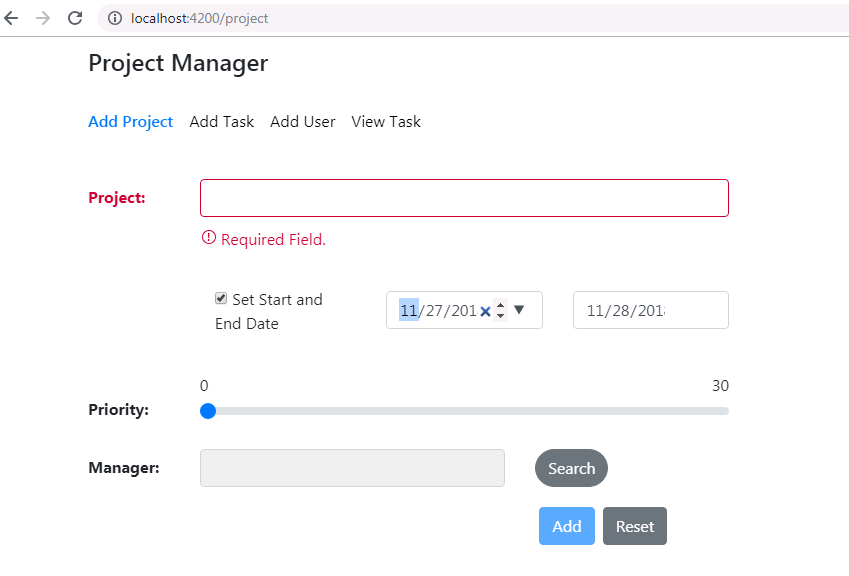 localhost:4200/project
Project Manager
Add Project Add Task Add User View Task
Project:
Required Field.
Set Start and
End Date
11/27/201
11/28/201
0 30
Priority:
Manager: Search
Add Reset